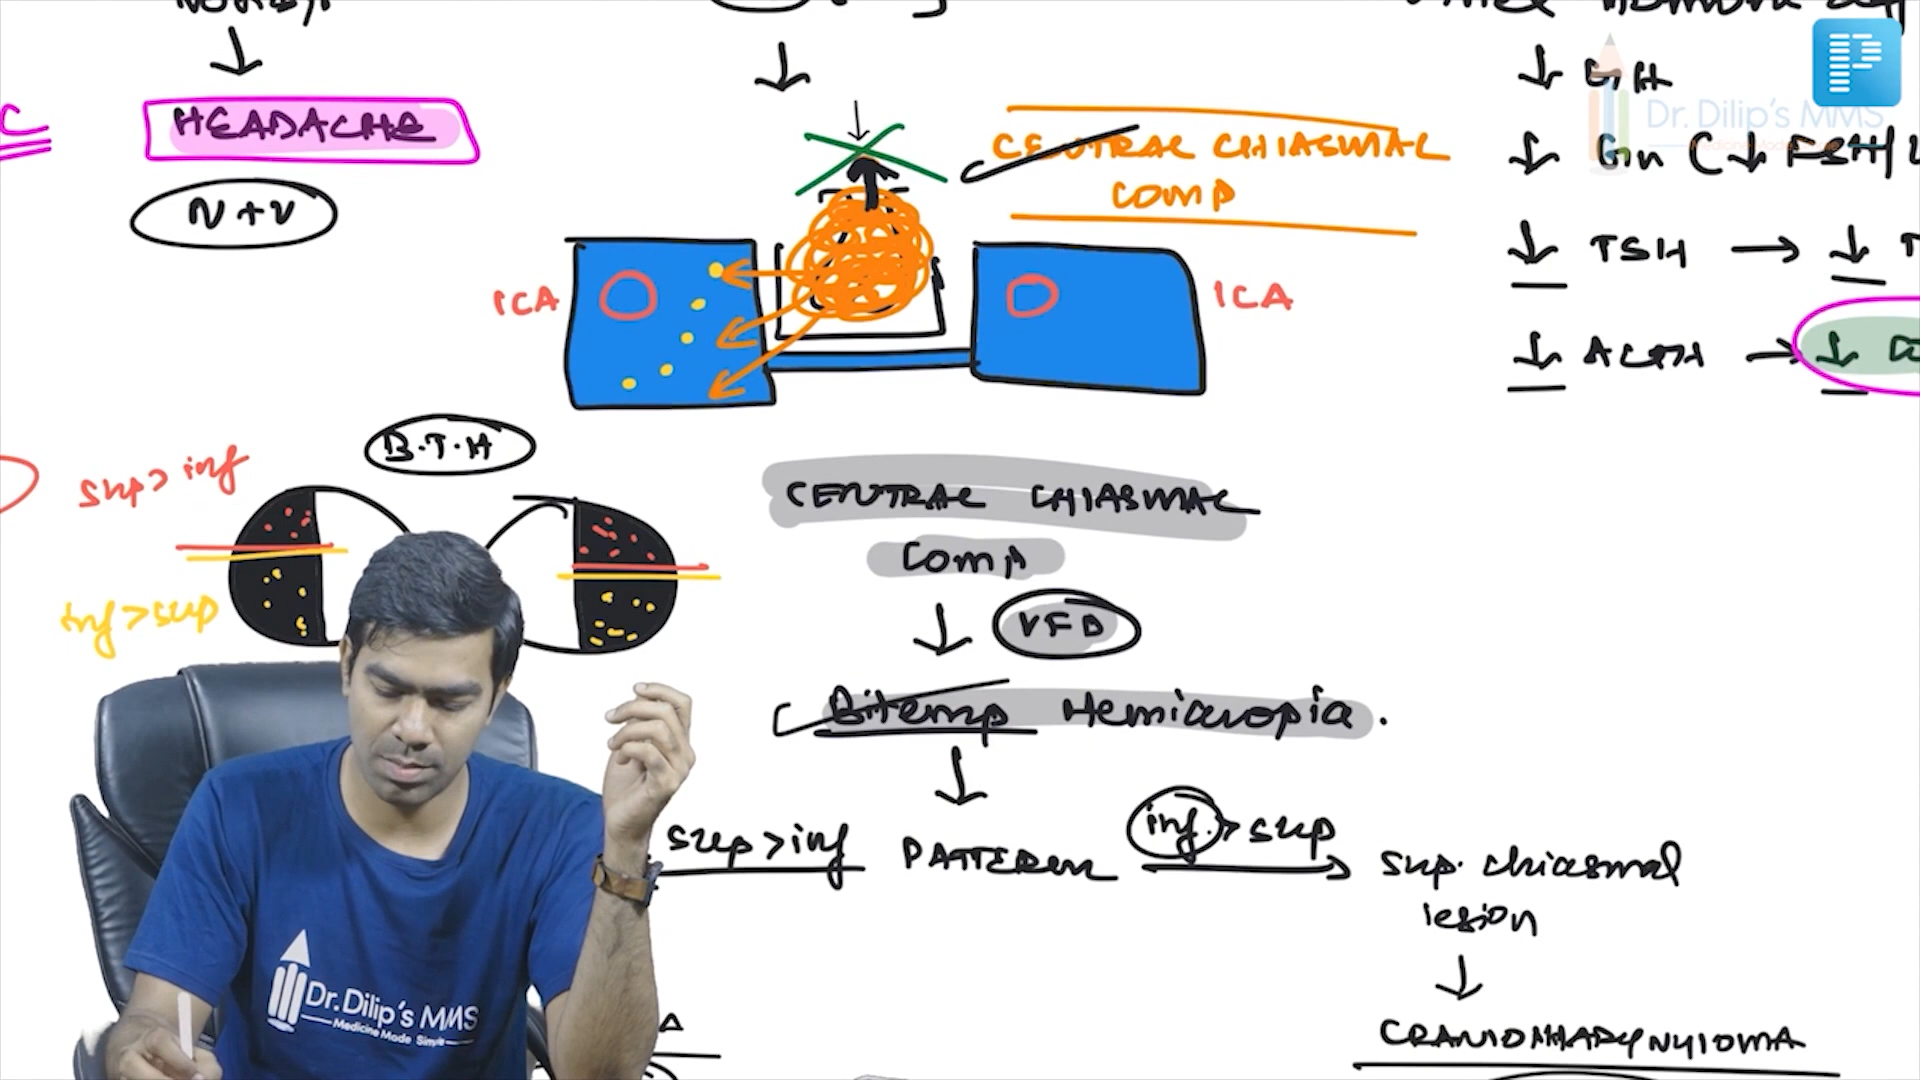 HEADACHE
N+V
CENTRAL CHIASMAL
COMP
ICA
ICA
↓ GH
↓ Gn C↓ FSH/L
↓ TSH → ↓ T
↓ ACTH → ↓
Dr. Dilip's MMS
B.T.H
sup > inf
inf > sup
CENTRAL CHIASMAL
COMP
VFD
Bitemp Hemianopia.
sup > inf
PATTERN
inf. > sup
sup. chiasmal
lesion
CRANIOPHARYNGIOMA
Dr. Dilip's MMS
Medicine Made Simple